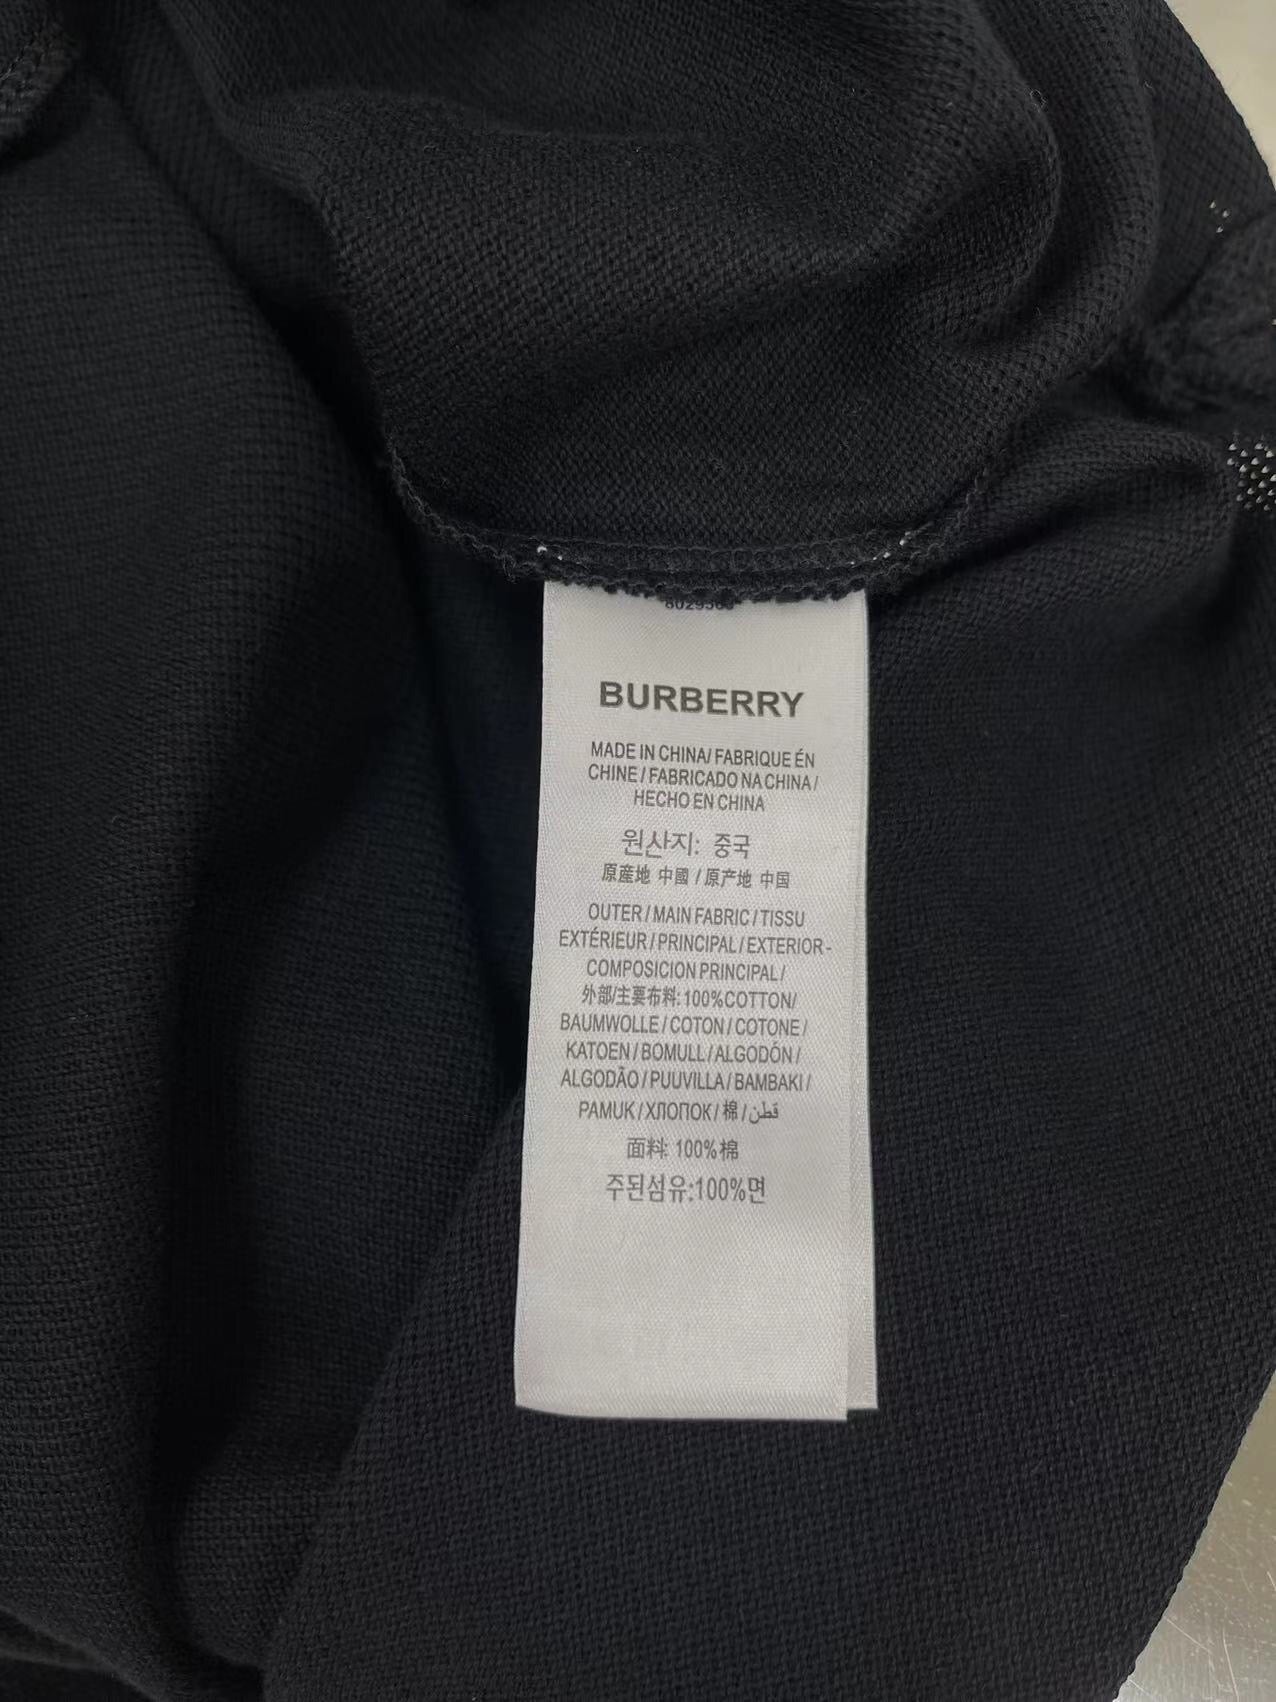 BURBERRY
MADE IN CHINA/ FABRIQUE ÉN
CHINE / FABRICADO NA CHINA /
HECHO EN CHINA
원산지: 중국
原産地 中國 / 原产地 中国
OUTER / MAIN FABRIC / TISSU
EXTÉRIEUR / PRINCIPAL / EXTERIOR -
COMPOSICION PRINCIPAL /
外部/主要布料: 100%COTTON/
BAUMWOLLE / COTON / COTONE /
KATOEN / BOMULL / ALGODÓN /
ALGODÃO / PUUVILLA / BAMBAKI /
PAMUK / ХЛОПОК / 棉 / قطن
面料: 100%棉
주된섬유:100%면